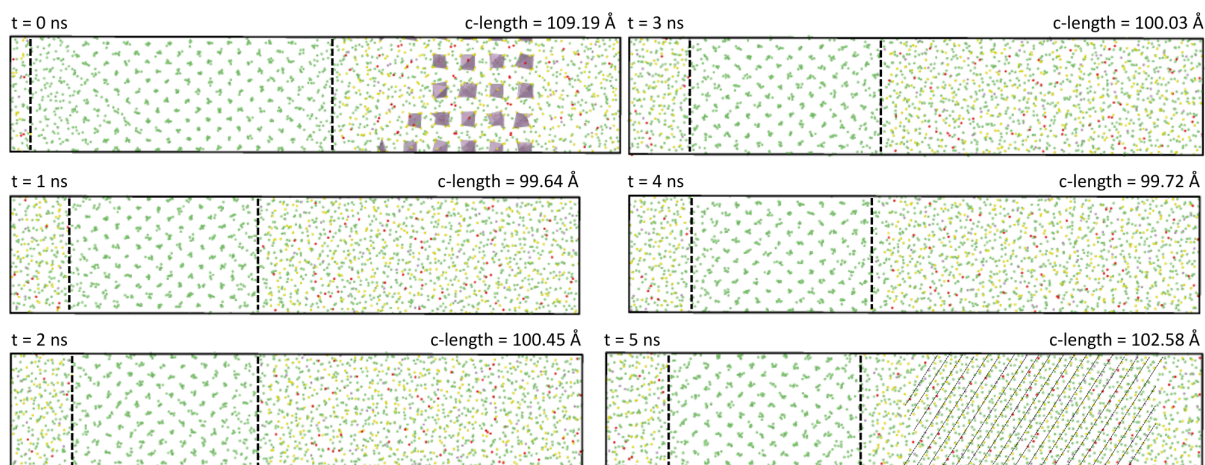 t = 0 ns c-length = 109.19 Å
t = 3 ns c-length = 100.03 Å
t = 1 ns c-length = 99.64 Å
t = 4 ns c-length = 99.72 Å
t = 2 ns c-length = 100.45 Å
t = 5 ns c-length = 102.58 Å